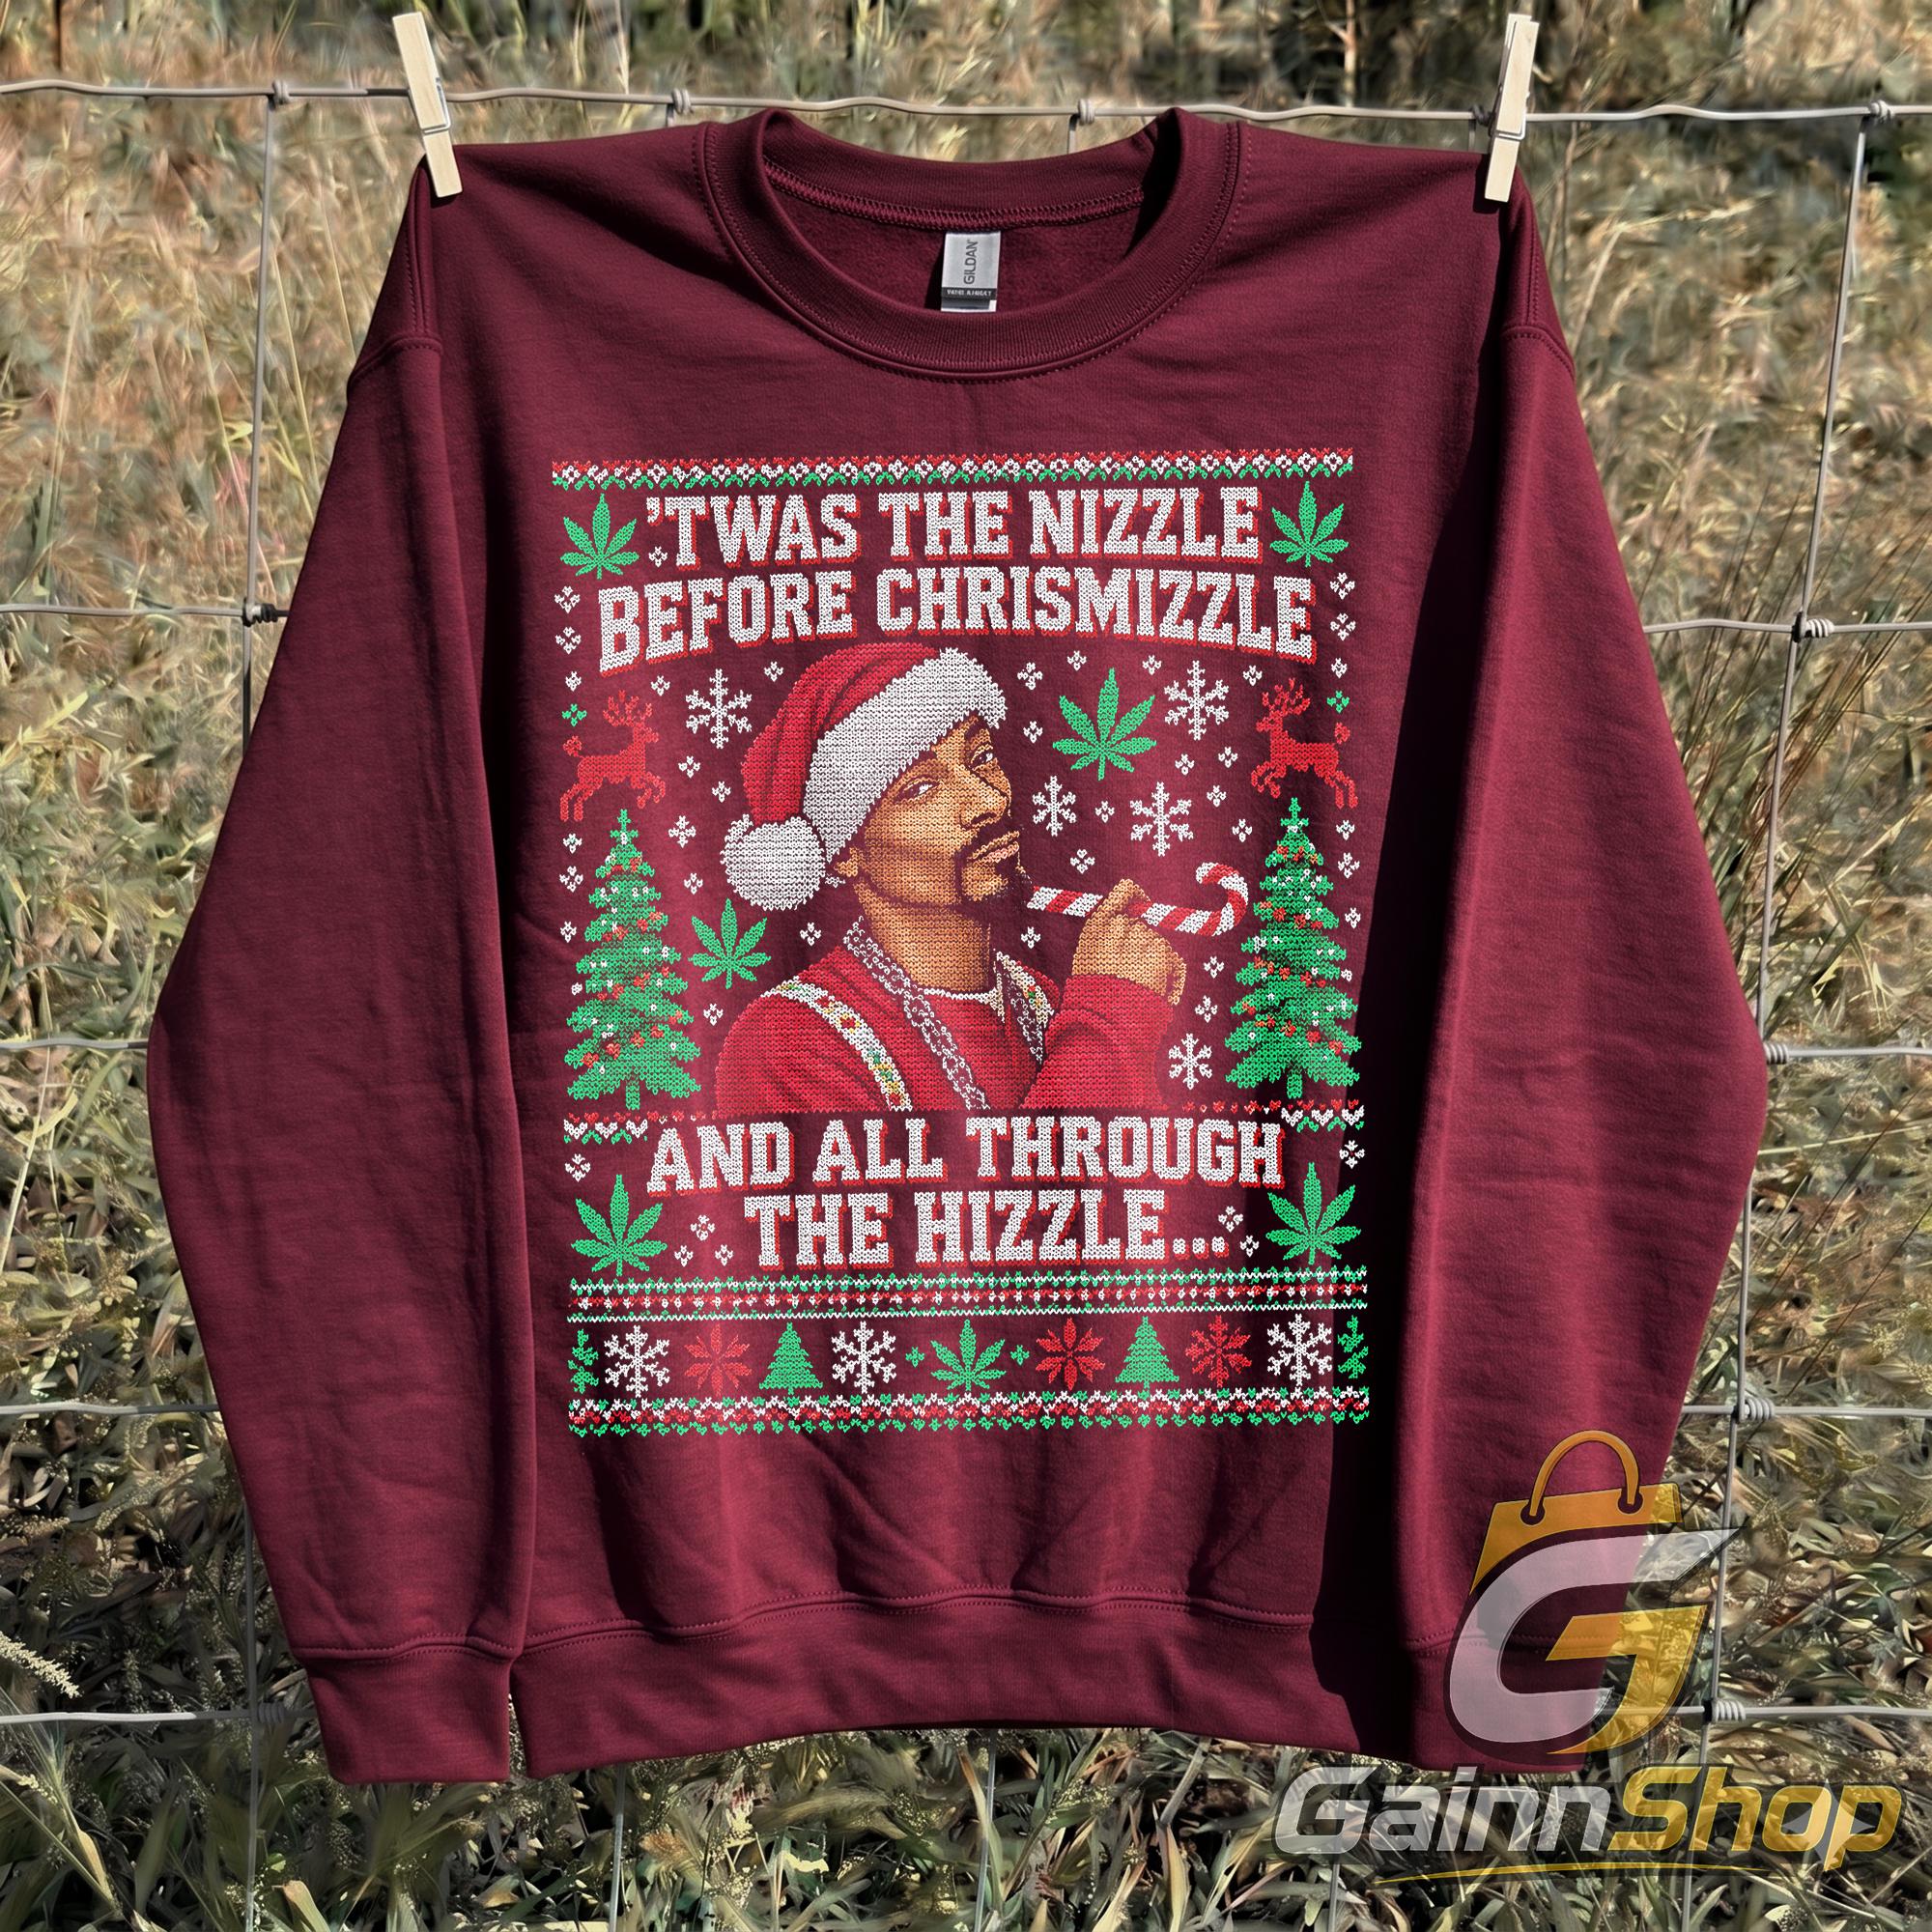 GILDAN
'TWAS THE NIZZLE
BEFORE CHRISMIZZLE
AND ALL THROUGH
THE HIZZLE...
GainnShop